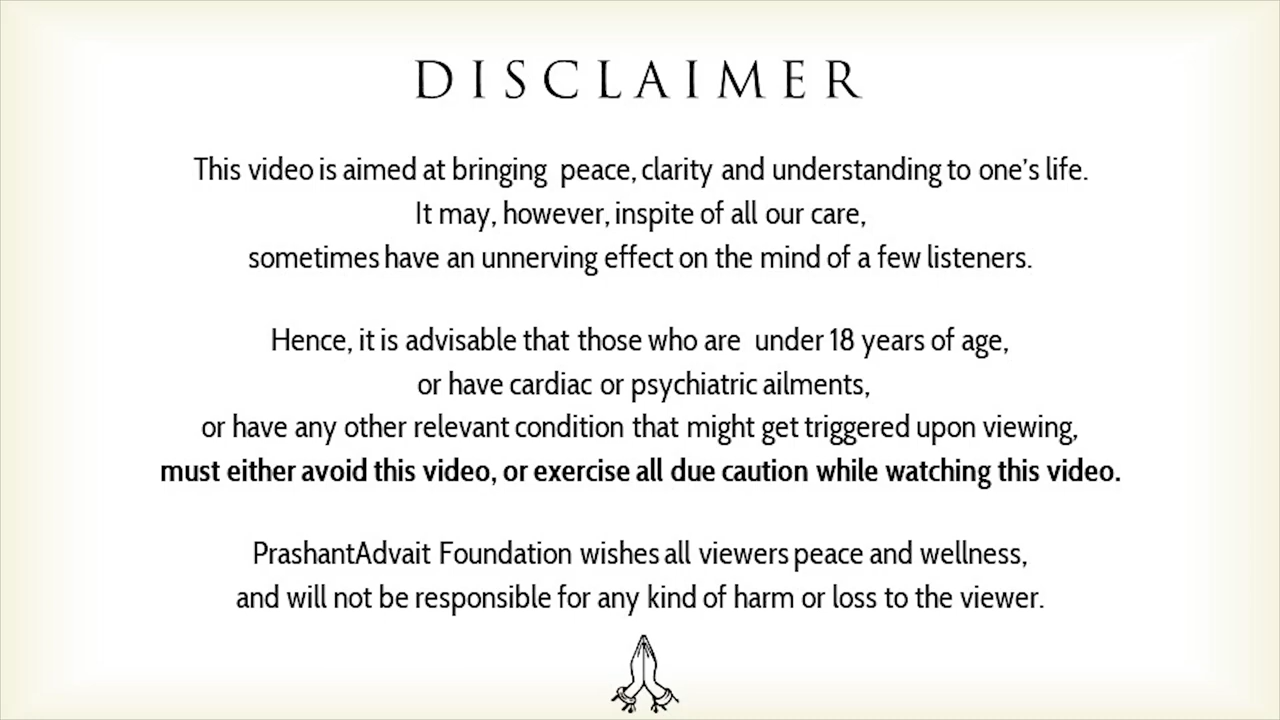 DISCLAIMER
This video is aimed at bringing peace, clarity and understanding to one's life.
It may, however, inspite of all our care,
sometimes have an unnerving effect on the mind of a few listeners.
Hence, it is advisable that those who are under 18 years of age,
or have cardiac or psychiatric ailments,
or have any other relevant condition that might get triggered upon viewing,
must either avoid this video, or exercise all due caution while watching this video.
PrashantAdvait Foundation wishes all viewers peace and wellness,
and will not be responsible for any kind of harm or loss to the viewer.